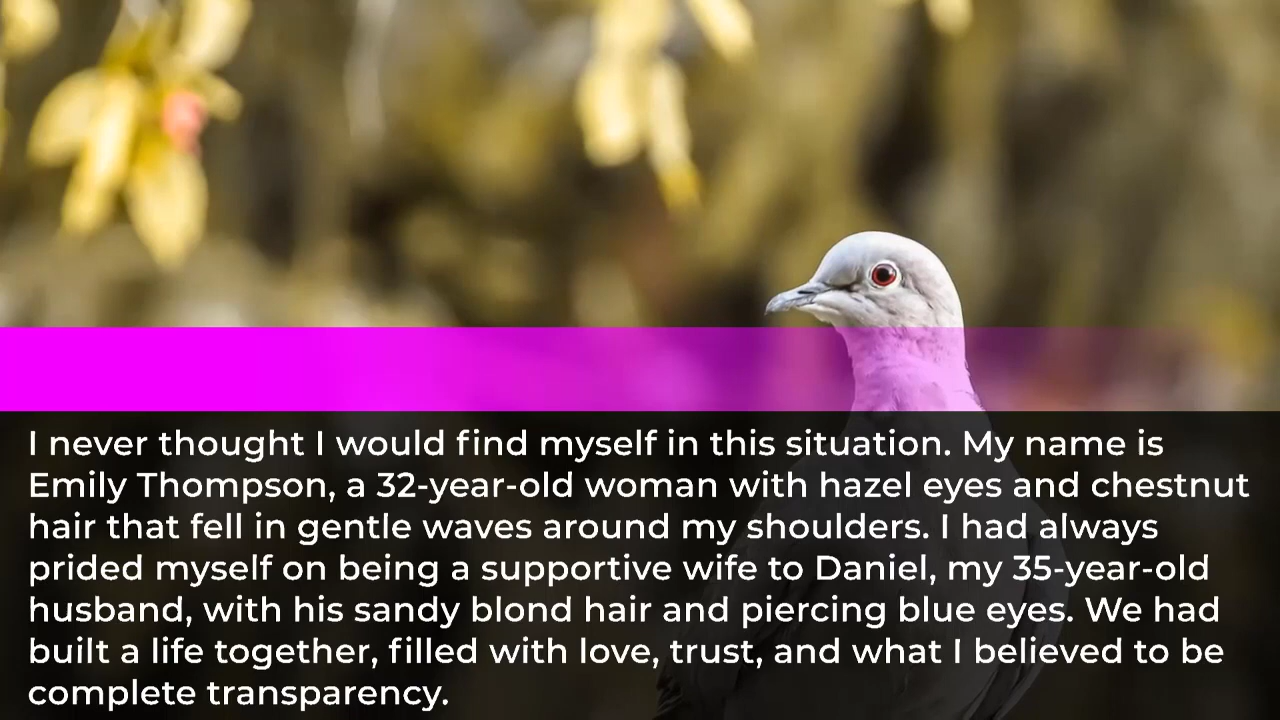 I never thought I would find myself in this situation. My name is
Emily Thompson, a 32-year-old woman with hazel eyes and chestnut
hair that fell in gentle waves around my shoulders. I had always
prided myself on being a supportive wife to Daniel, my 35-year-old
husband, with his sandy blond hair and piercing blue eyes. We had
built a life together, filled with love, trust, and what I believed to be
complete transparency.